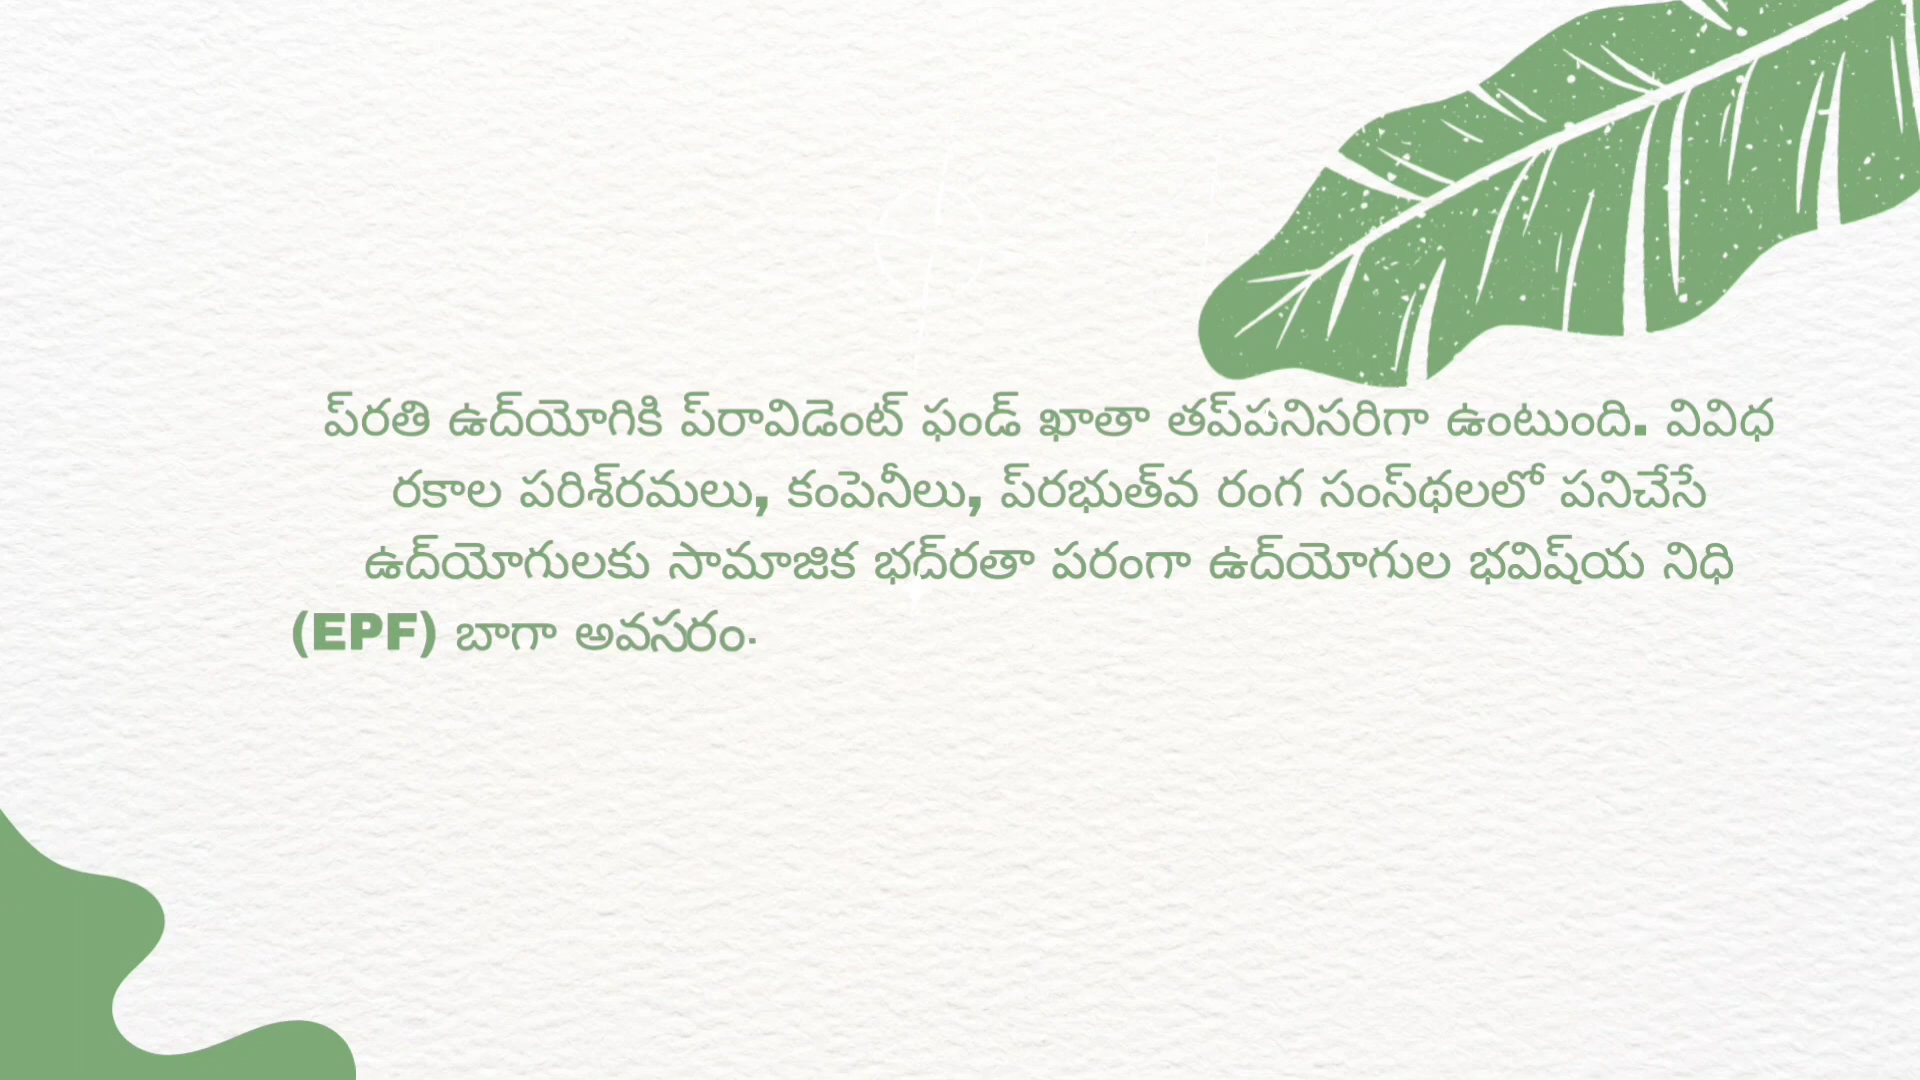 ప్రతి ఉద్యోగికి ప్రావిడెంట్ ఫండ్ ఖాతా తప్పనిసరిగా ఉంటుంది. వివిధ
రకాల పరిశ్రమలు, కంపెనీలు, ప్రభుత్వ రంగ సంస్థలలో పనిచేసే
ఉద్యోగులకు సామాజిక భద్రతా పరంగా ఉద్యోగుల భవిష్య నిధి
(EPF) బాగా అవసరం.